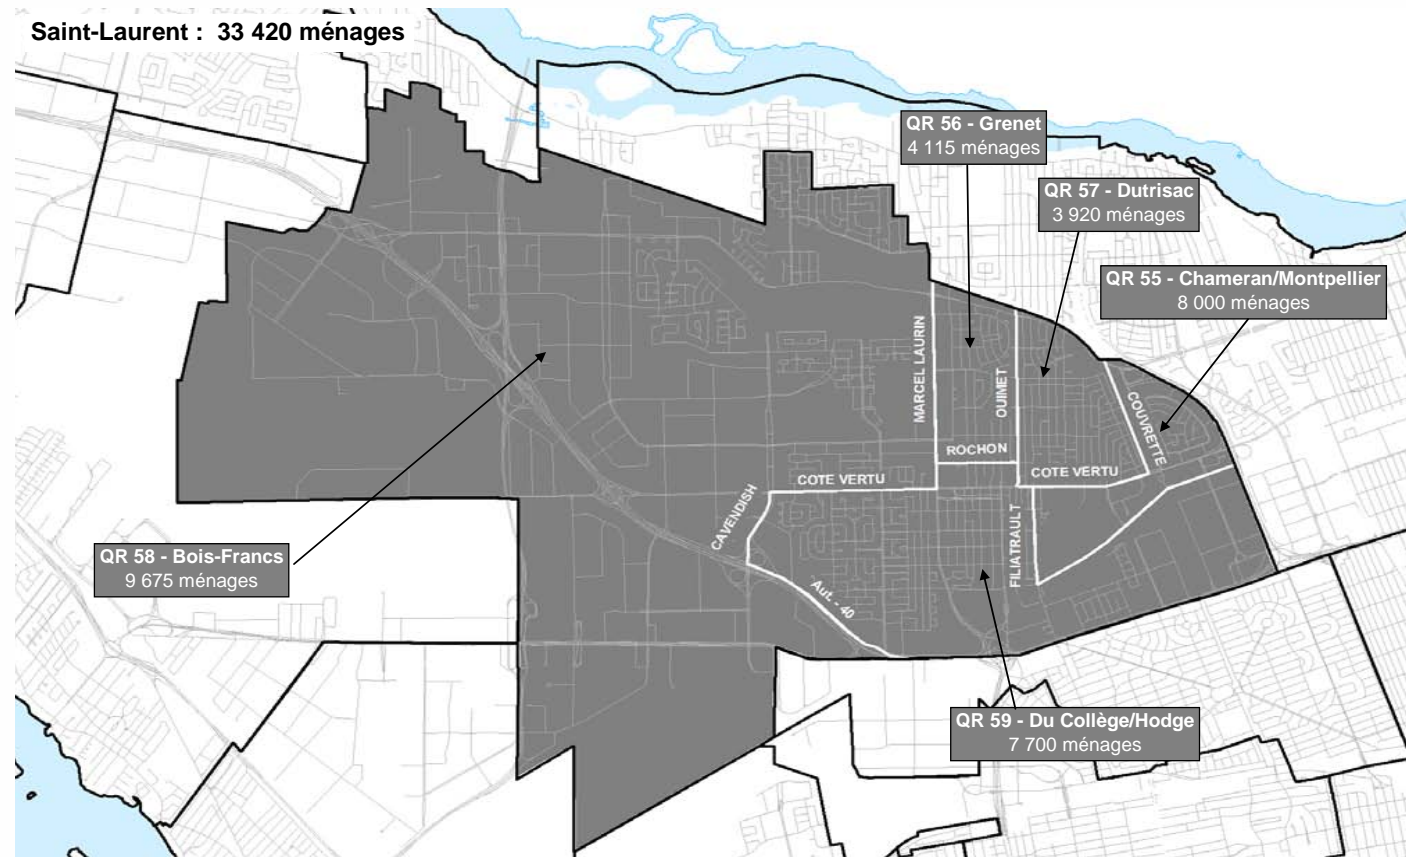 Saint-Laurent : 33 420 ménages
QR 56 - Grenet
4 115 ménages
QR 57 - Dutrisac
3 920 ménages
QR 55 - Chameran/Montpellier
8 000 ménages
MARCEL LAURIN
OUIMET
COUVRETTE
ROCHON
COTE VERTU
COTE VERTU
CAVENDISH
FILIATRAULT
QR 58 - Bois-Francs
9 675 ménages
Aut. - 40
QR 59 - Du Collège/Hodge
7 700 ménages